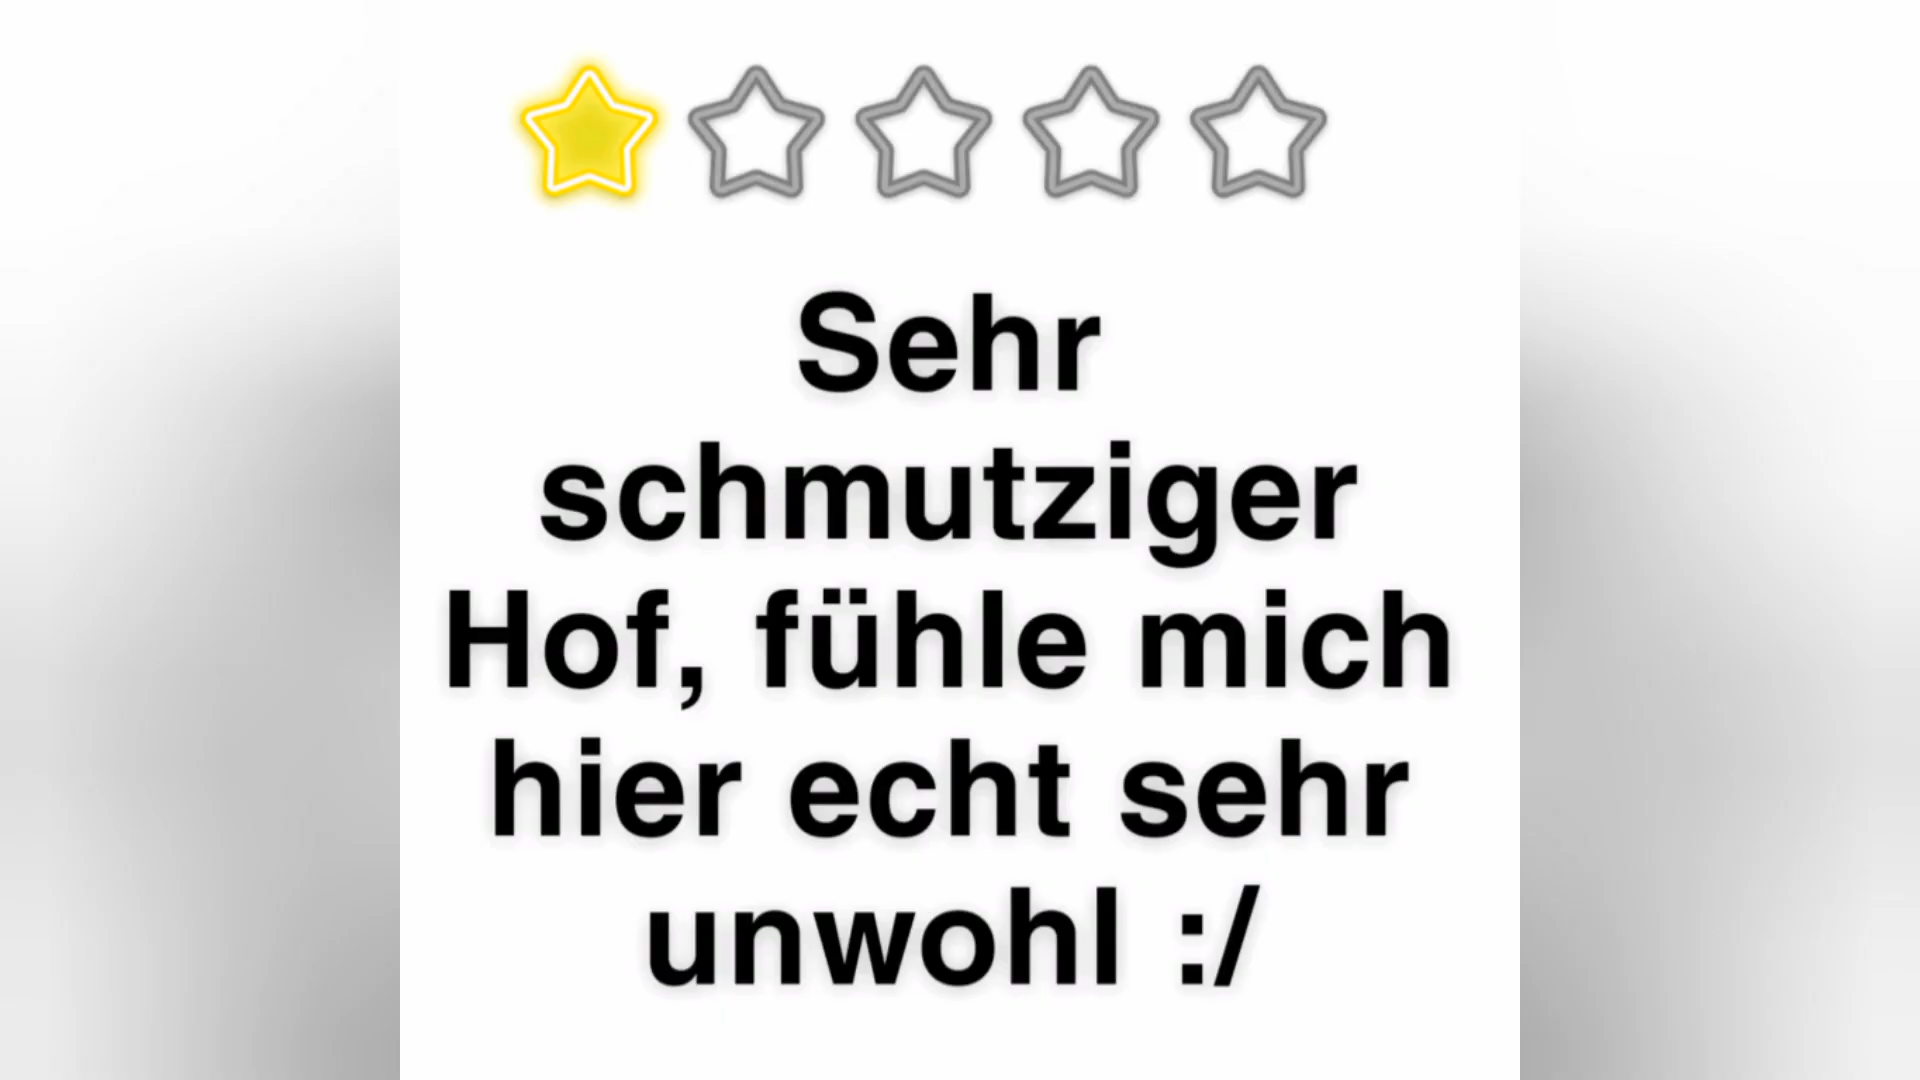 Sehr
schmutziger
Hof, fühle mich
hier echt sehr
unwohl :/